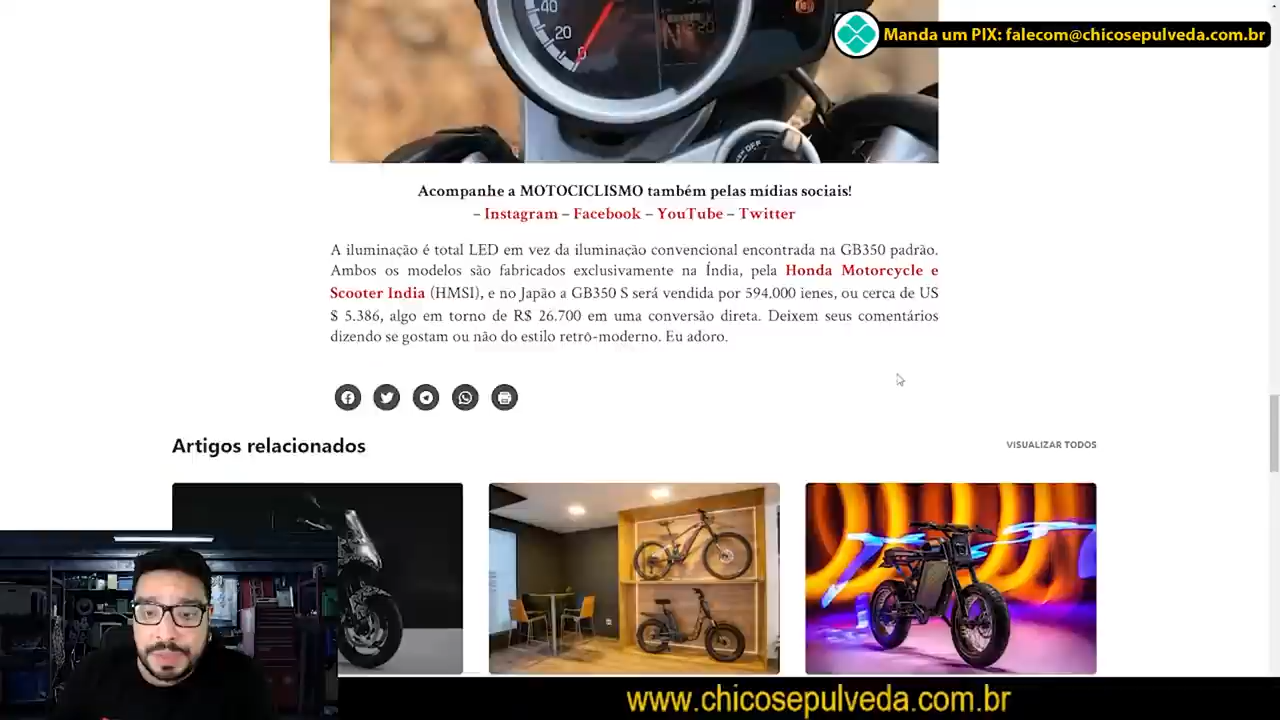 40
20
0
Manda um PIX: falecom@chicosepulveda.com.br
OFF
Acompanhe a MOTOCICLISMO também pelas mídias sociais!
– Instagram – Facebook – YouTube – Twitter
A iluminação é total LED em vez da iluminação convencional encontrada na GB350 padrão.
Ambos os modelos são fabricados exclusivamente na Índia, pela Honda Motorcycle e
Scooter India (HMSI), e no Japão a GB350 S será vendida por 594.000 ienes, ou cerca de US
$ 5.386, algo em torno de R$ 26.700 em uma conversão direta. Deixem seus comentários
dizendo se gostam ou não do estilo retrô-moderno. Eu adoro.
Artigos relacionados
VISUALIZAR TODOS
www.chicosepulveda.com.br